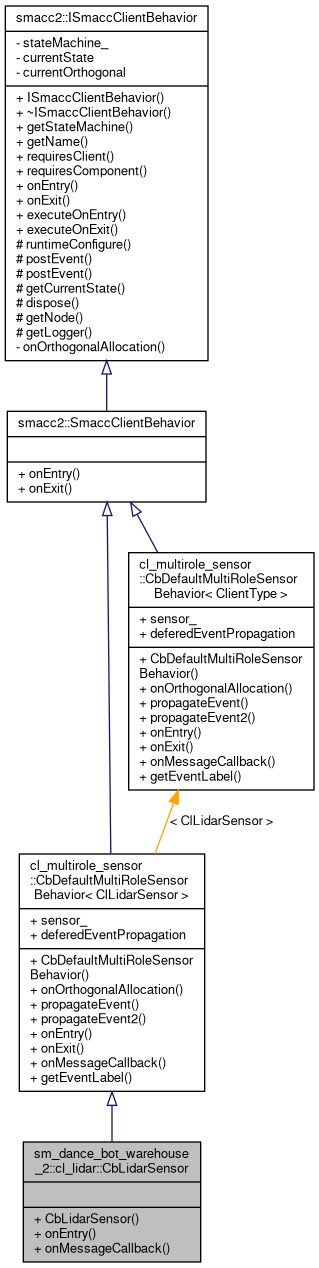 smacc2::ISmaccClientBehavior
- stateMachine_
- currentState
- currentOrthogonal
+ ISmaccClientBehavior()
+ ~ISmaccClientBehavior()
+ getStateMachine()
+ getName()
+ requiresClient()
+ requiresComponent()
+ onEntry()
+ onExit()
+ executeOnEntry()
+ executeOnExit()
# runtimeConfigure()
# postEvent()
# postEvent()
# getCurrentState()
# dispose()
# getNode()
# getLogger()
- onOrthogonalAllocation()
smacc2::SmaccClientBehavior
+ onEntry()
+ onExit()
cl_multirole_sensor
::CbDefaultMultiRoleSensor
Behavior< ClientType >
+ sensor_
+ deferedEventPropagation
+ CbDefaultMultiRoleSensor
Behavior()
+ onOrthogonalAllocation()
+ propagateEvent()
+ propagateEvent2()
+ onEntry()
+ onExit()
+ onMessageCallback()
+ getEventLabel()
< ClLidarSensor >
cl_multirole_sensor
::CbDefaultMultiRoleSensor
Behavior< ClLidarSensor >
+ sensor_
+ deferedEventPropagation
+ CbDefaultMultiRoleSensor
Behavior()
+ onOrthogonalAllocation()
+ propagateEvent()
+ propagateEvent2()
+ onEntry()
+ onExit()
+ onMessageCallback()
+ getEventLabel()
sm_dance_bot_warehouse
_2::cl_lidar::CbLidarSensor
+ CbLidarSensor()
+ onEntry()
+ onMessageCallback()